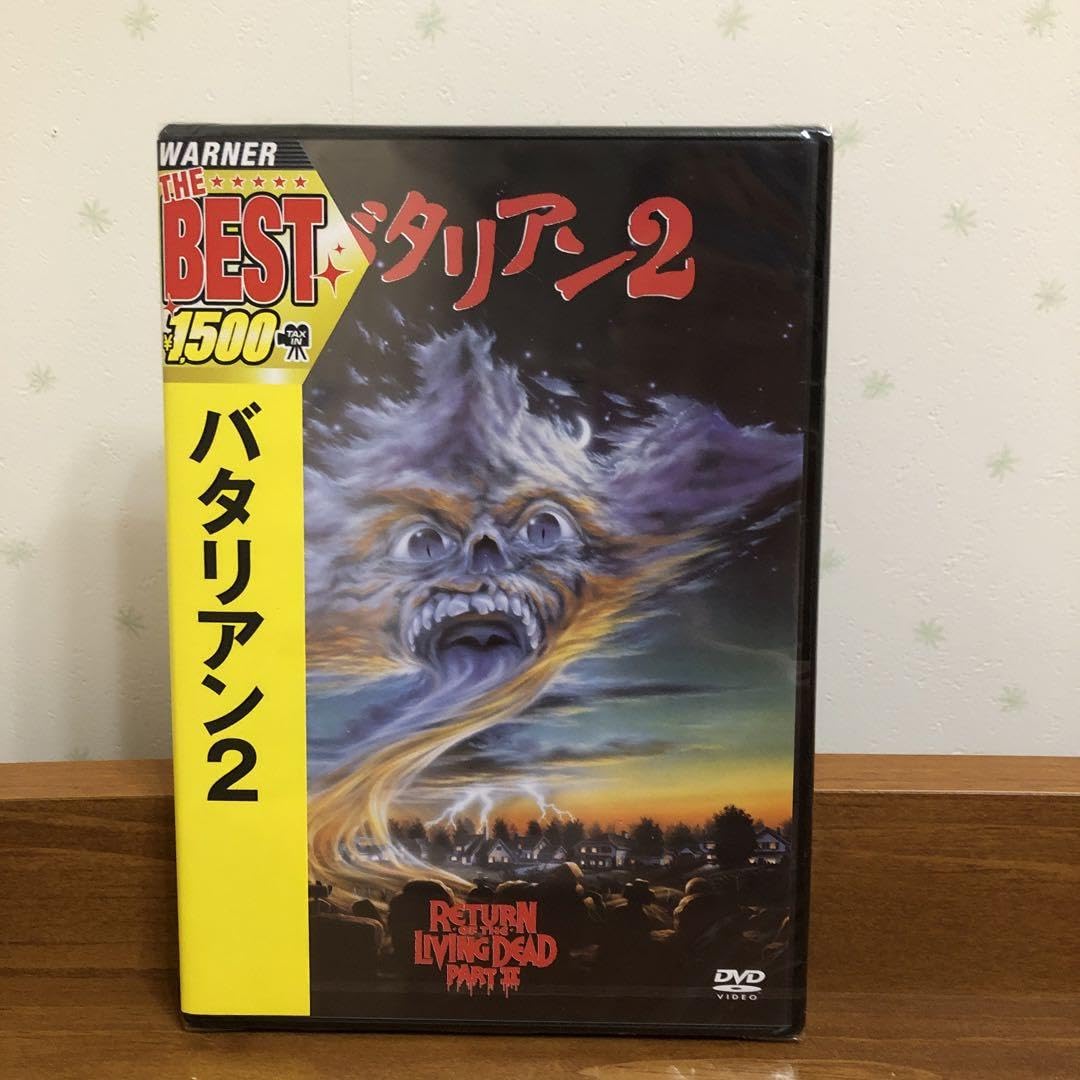 WARNER
THE
BEST
¥1,500
TAX
IN
バタリアン2
バタリアン2
RETURN
OF THE
LIVING DEAD
PART II
DVD
VIDEO